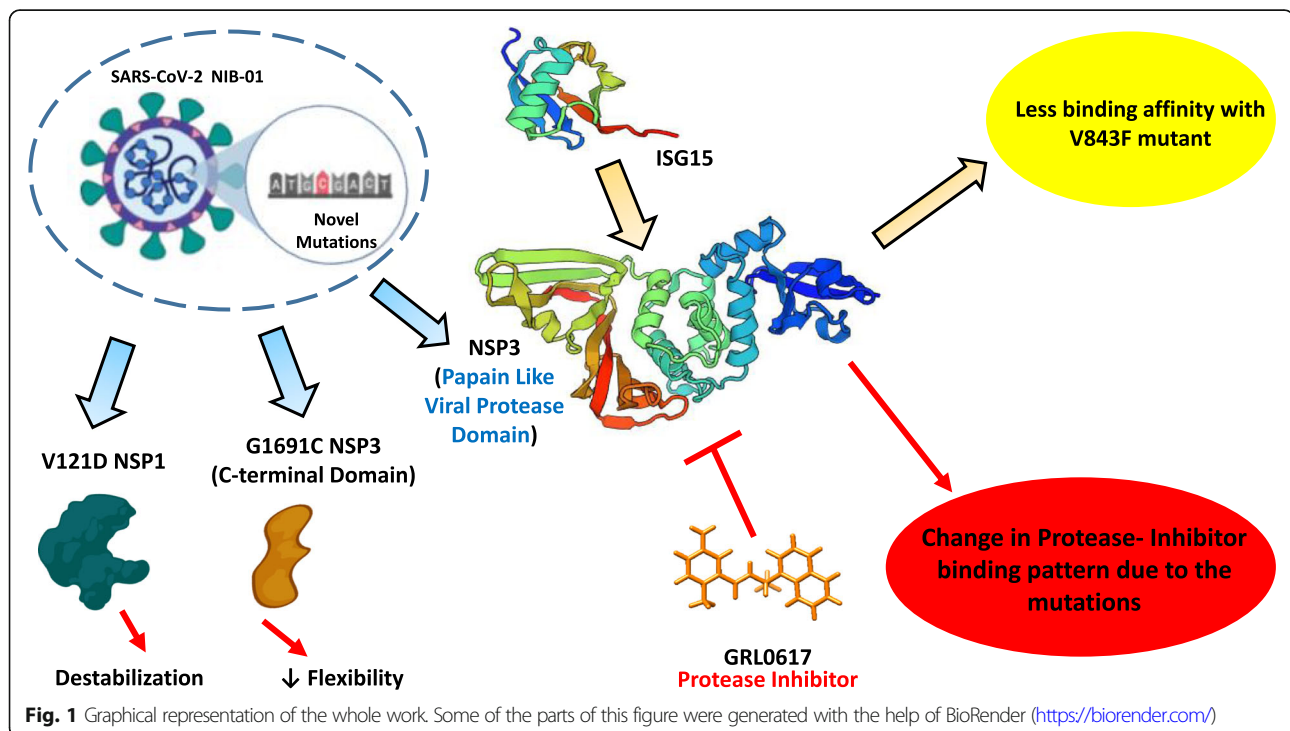 SARS-CoV-2 NIB-01
ATGCGACT
Novel
Mutations
ISG15
Less binding affinity with
V843F mutant
NSP3
(Papain Like
Viral Protease
Domain)
V121D NSP1
G1691C NSP3
(C-terminal Domain)
Change in Protease- Inhibitor
binding pattern due to the
mutations
Destabilization
↓ Flexibility
GRL0617
Protease Inhibitor
Fig. 1 Graphical representation of the whole work. Some of the parts of this figure were generated with the help of BioRender (https://biorender.com/)